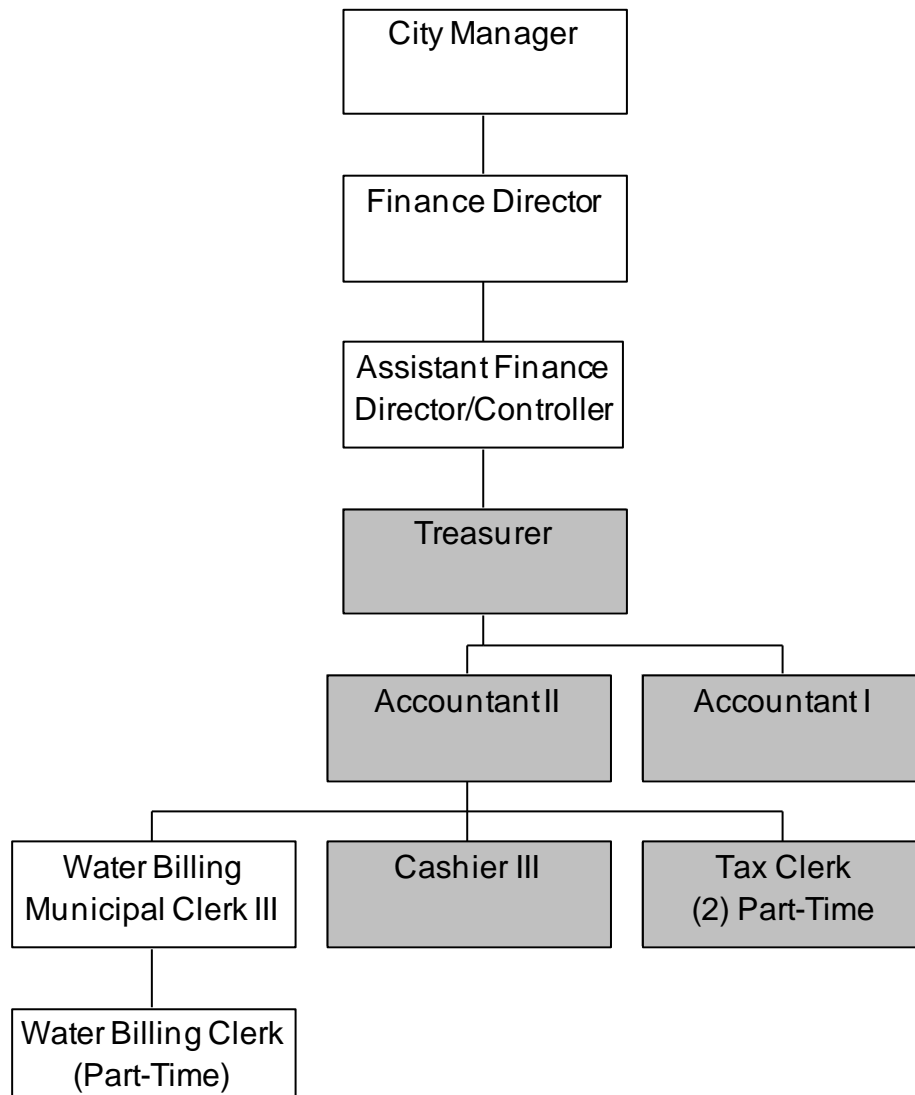 City Manager
Finance Director
Assistant Finance
Director/Controller
Treasurer
Accountant II
Accountant I
Water Billing
Municipal Clerk III
Cashier III
Tax Clerk
(2) Part-Time
Water Billing Clerk
(Part-Time)